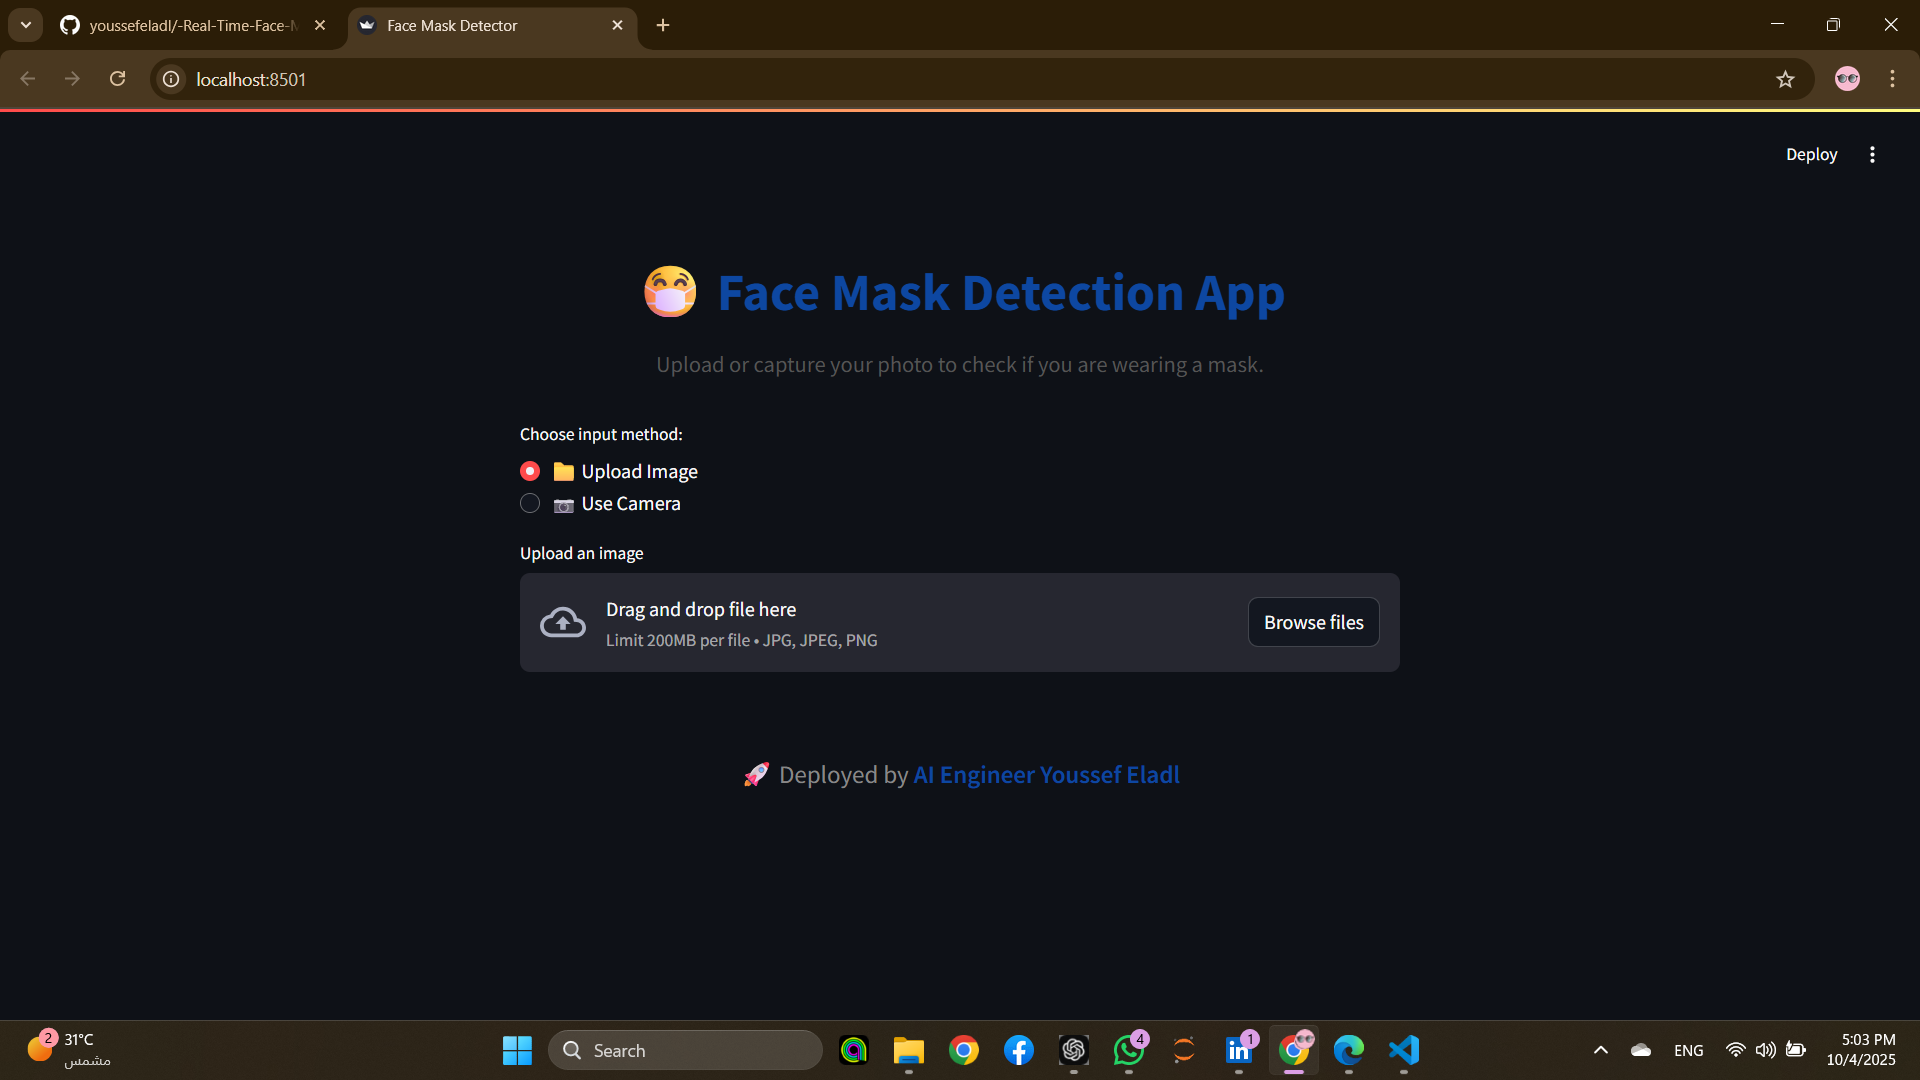 youssefeladl/-Real-Time-Face-M
Face Mask Detector
localhost:8501
Deploy
Face Mask Detection App
Upload or capture your photo to check if you are wearing a mask.
Choose input method:
Upload Image
Use Camera
Upload an image
Drag and drop file here
Limit 200MB per file • JPG, JPEG, PNG
Browse files
Deployed by AI Engineer Youssef Eladl
2
31°C
مشمس
Search
4
in
1
ENG
5:03 PM
10/4/2025